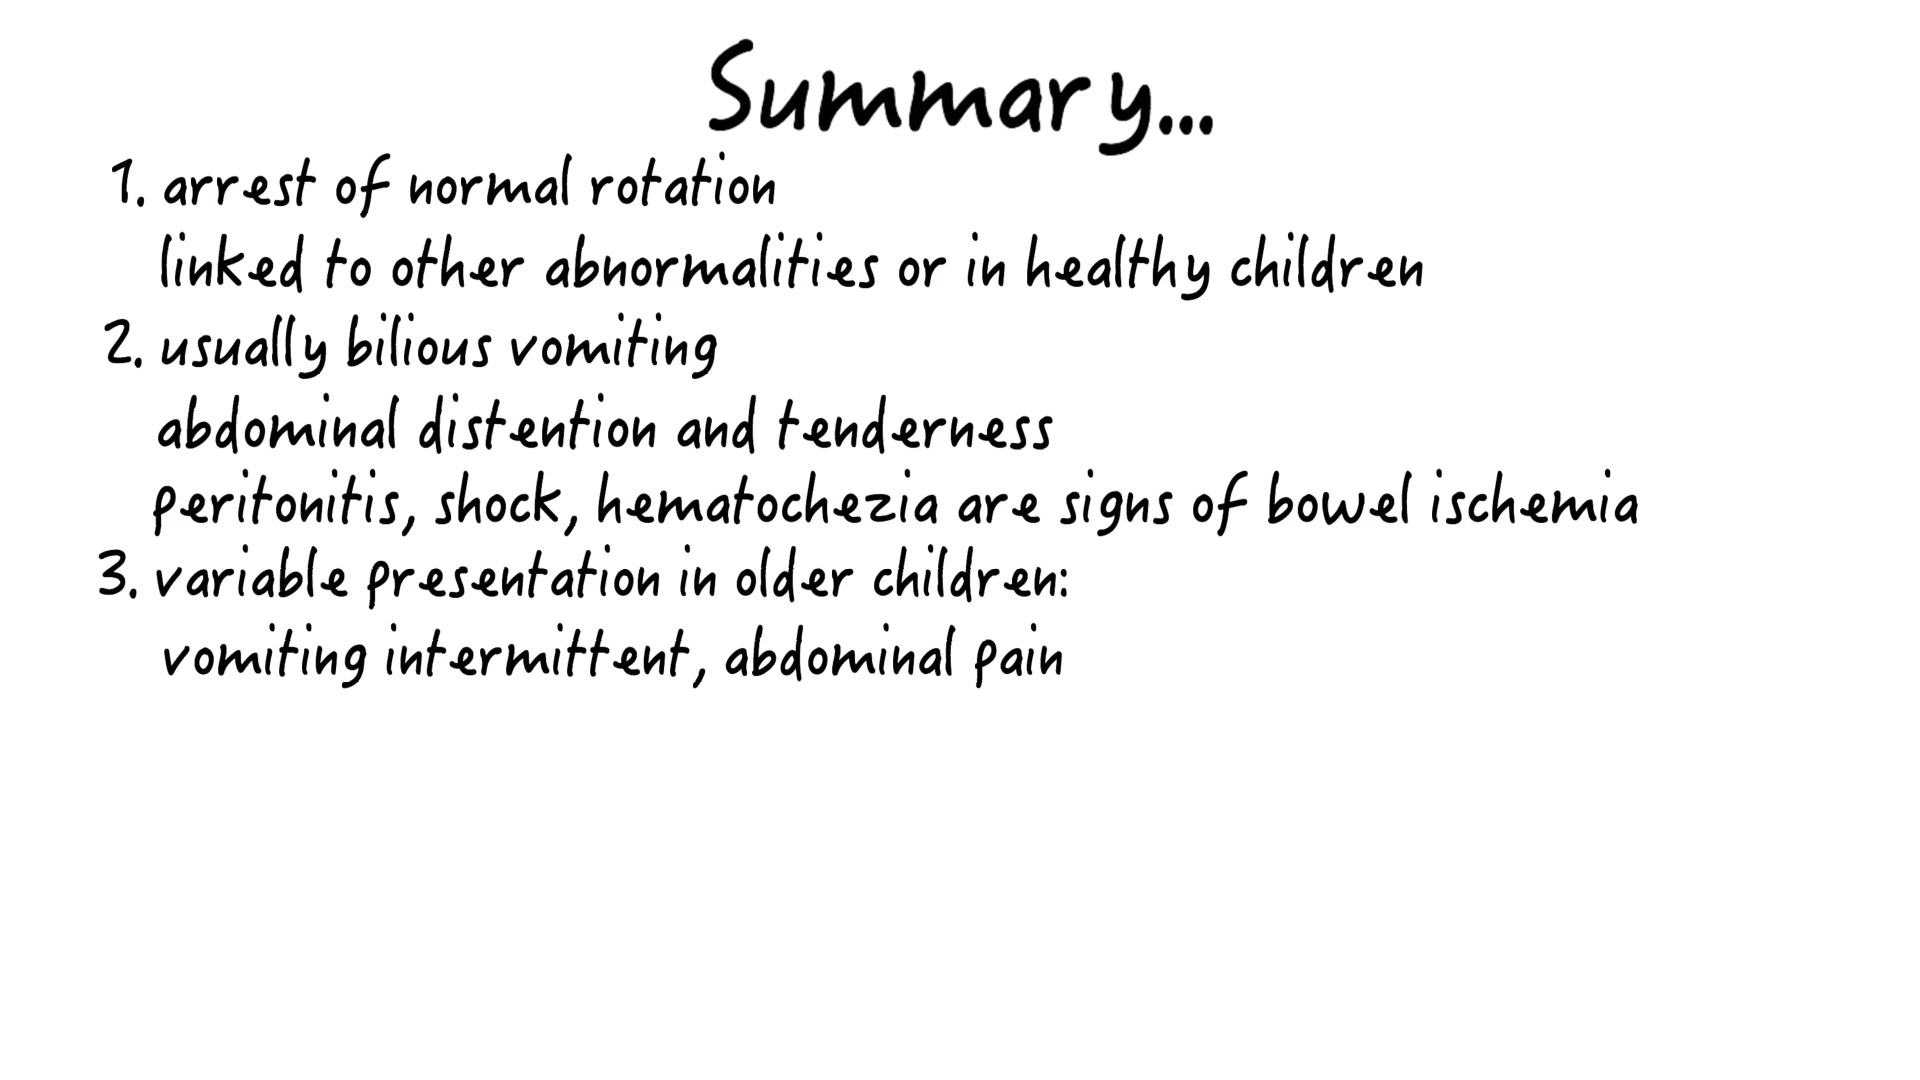 Summary...
1. arrest of normal rotation
linked to other abnormalities or in healthy children
2. usually bilious vomiting
abdominal distention and tenderness
peritonitis, shock, hematochezia are signs of bowel ischemia
3. variable presentation in older children:
vomiting intermittent, abdominal pain